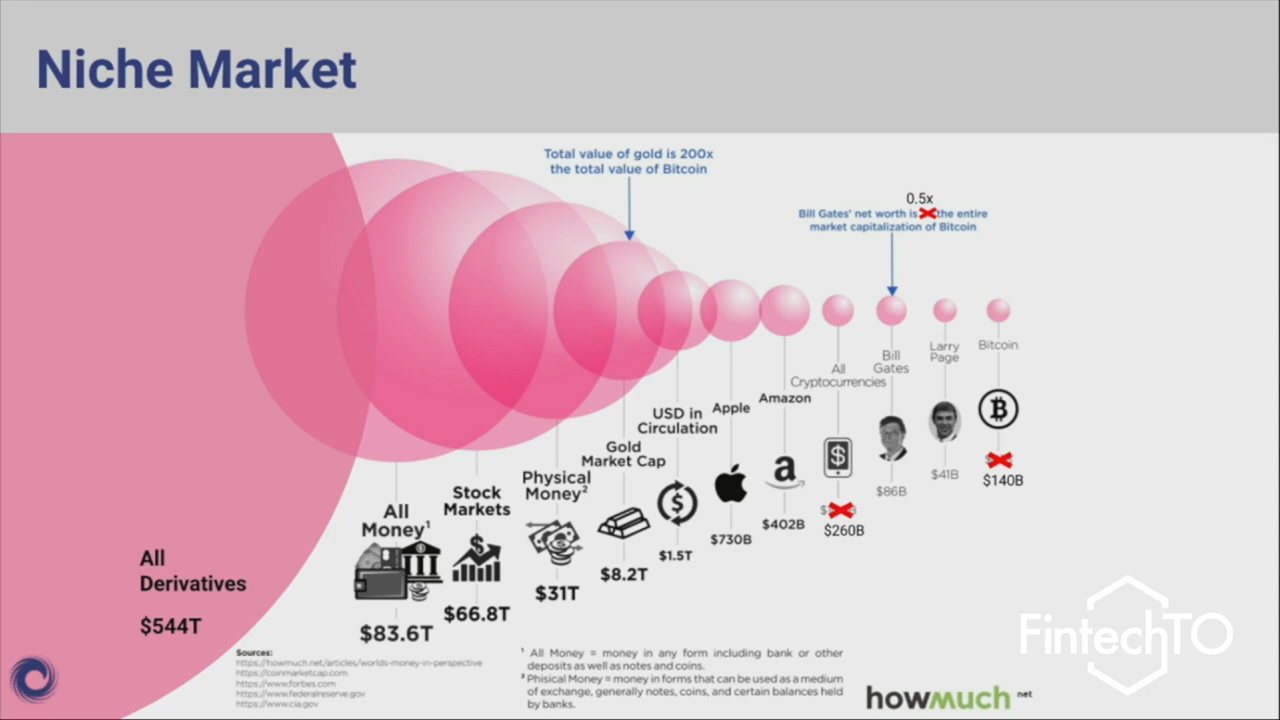 Niche Market
Total value of gold is 200x
the total value of Bitcoin
0.5x
Bill Gates' net worth is the entire
market capitalization of Bitcoin
Bitcoin
Larry
Page
Bill
Gates
All
Cryptocurrencies
Amazon
Apple
USD in
Circulation
Gold
Market Cap
Physical
Money²
Stock
Markets
All
Money¹
All
Derivatives
$544T
$83.6T
$66.8T
$31T
$8.2T
$1.5T
$730B
$402B
$260B
$86B
$41B
$140B
Sources:
https://howmuch.net/articles/worlds-money-in-perspective
https://coinmarketcap.com
https://www.forbes.com
https://www.federalreserve.gov
https://www.cia.gov
¹ All Money = money in any form including bank or other
deposits as well as notes and coins.
² Phisical Money = money in forms that can be used as a medium
of exchange, generally notes, coins, and certain balances held
by banks.
howmuch net
FintechTO